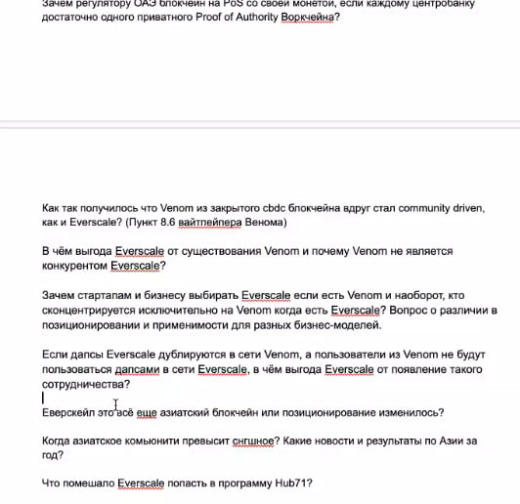 Зачем регулятору ОАЭ блокчейн на PoS со своей монетой, если каждому центробанку
достаточно одного приватного Proof of Authority Воркчейна?
Как так получилось что Venom из закрытого cbdc блокчейна вдруг стал community driven,
как и Everscale? (Пункт 8.6 вайтпейпера Венома)
В чём выгода Everscale от существования Venom и почему Venom не является
конкурентом Everscale?
Зачем стартапам и бизнесу выбирать Everscale если есть Venom и наоборот, кто
сконцентрируется исключительно на Venom когда есть Everscale? Вопрос о различии в
позиционировании и применимости для разных бизнес-моделей.
Если дапсы Everscale дублируются в сети Venom, а пользователи из Venom не будут
пользоваться дапсами в сети Everscale, в чём выгода Everscale от появление такого
сотрудничества?
Еверскейл это всё еще азиатский блокчейн или позиционирование изменилось?
Когда азиатское комьюнити превысит снгшное? Какие новости и результаты по Азии за
год?
Что помешало Everscale попасть в программу Hub71?